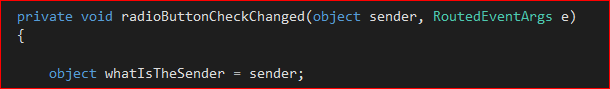 private void radioButtonCheckChanged(object sender, RoutedEventArgs e)
{
object whatIsTheSender = sender;